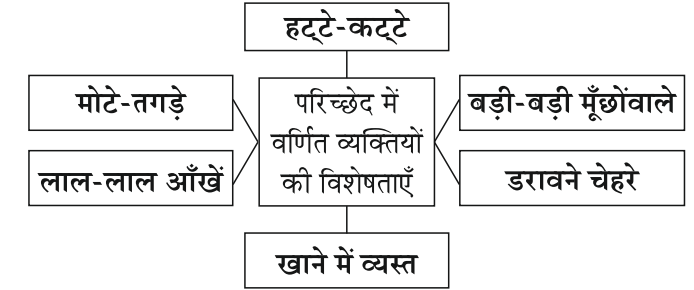 हट्टे-कट्टे
मोटे-तगड़े
परिच्छेद में
वर्णित व्यक्तियों
की विशेषताएँ
बड़ी-बड़ी मूँछोंवाले
लाल-लाल आँखें
डरावने चेहरे
खाने में व्यस्त